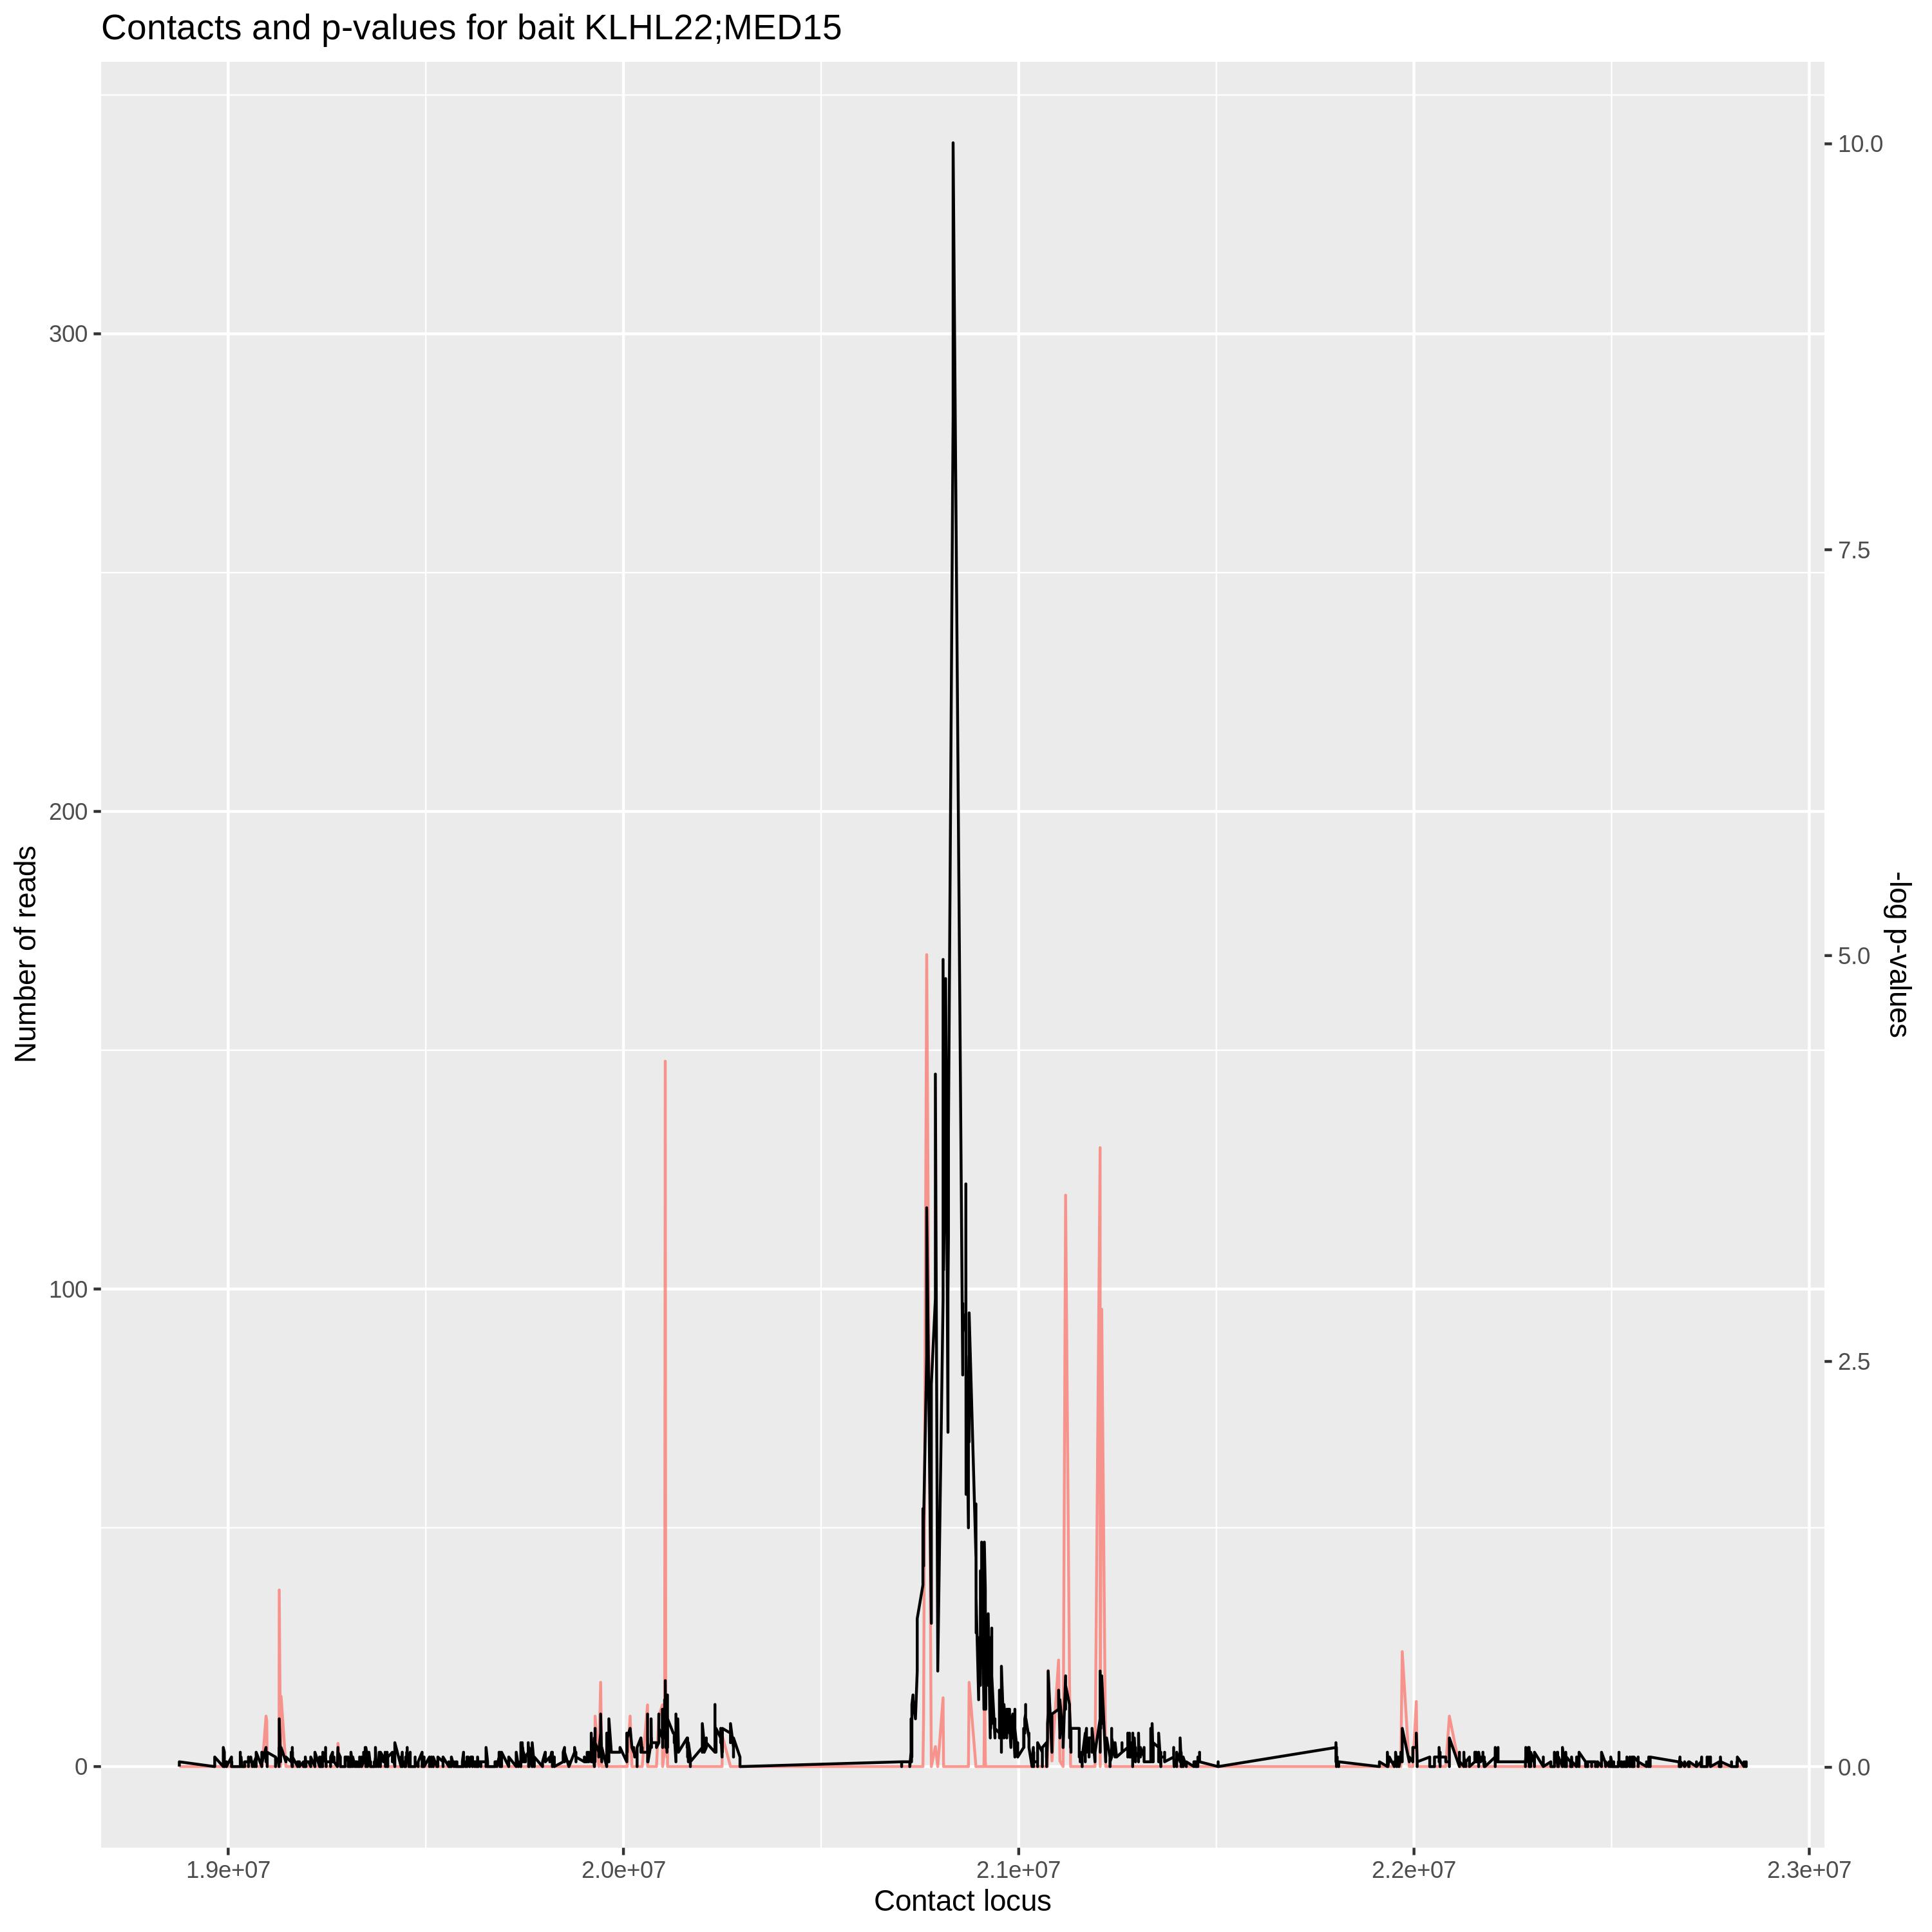 Contacts and p-values for bait KLHL22;MED15
Number of reads
300
200
100
0
10.0
7.5
5.0
2.5
0.0
-log p-values
1.9e+07
2.0e+07
2.1e+07
2.2e+07
2.3e+07
Contact locus